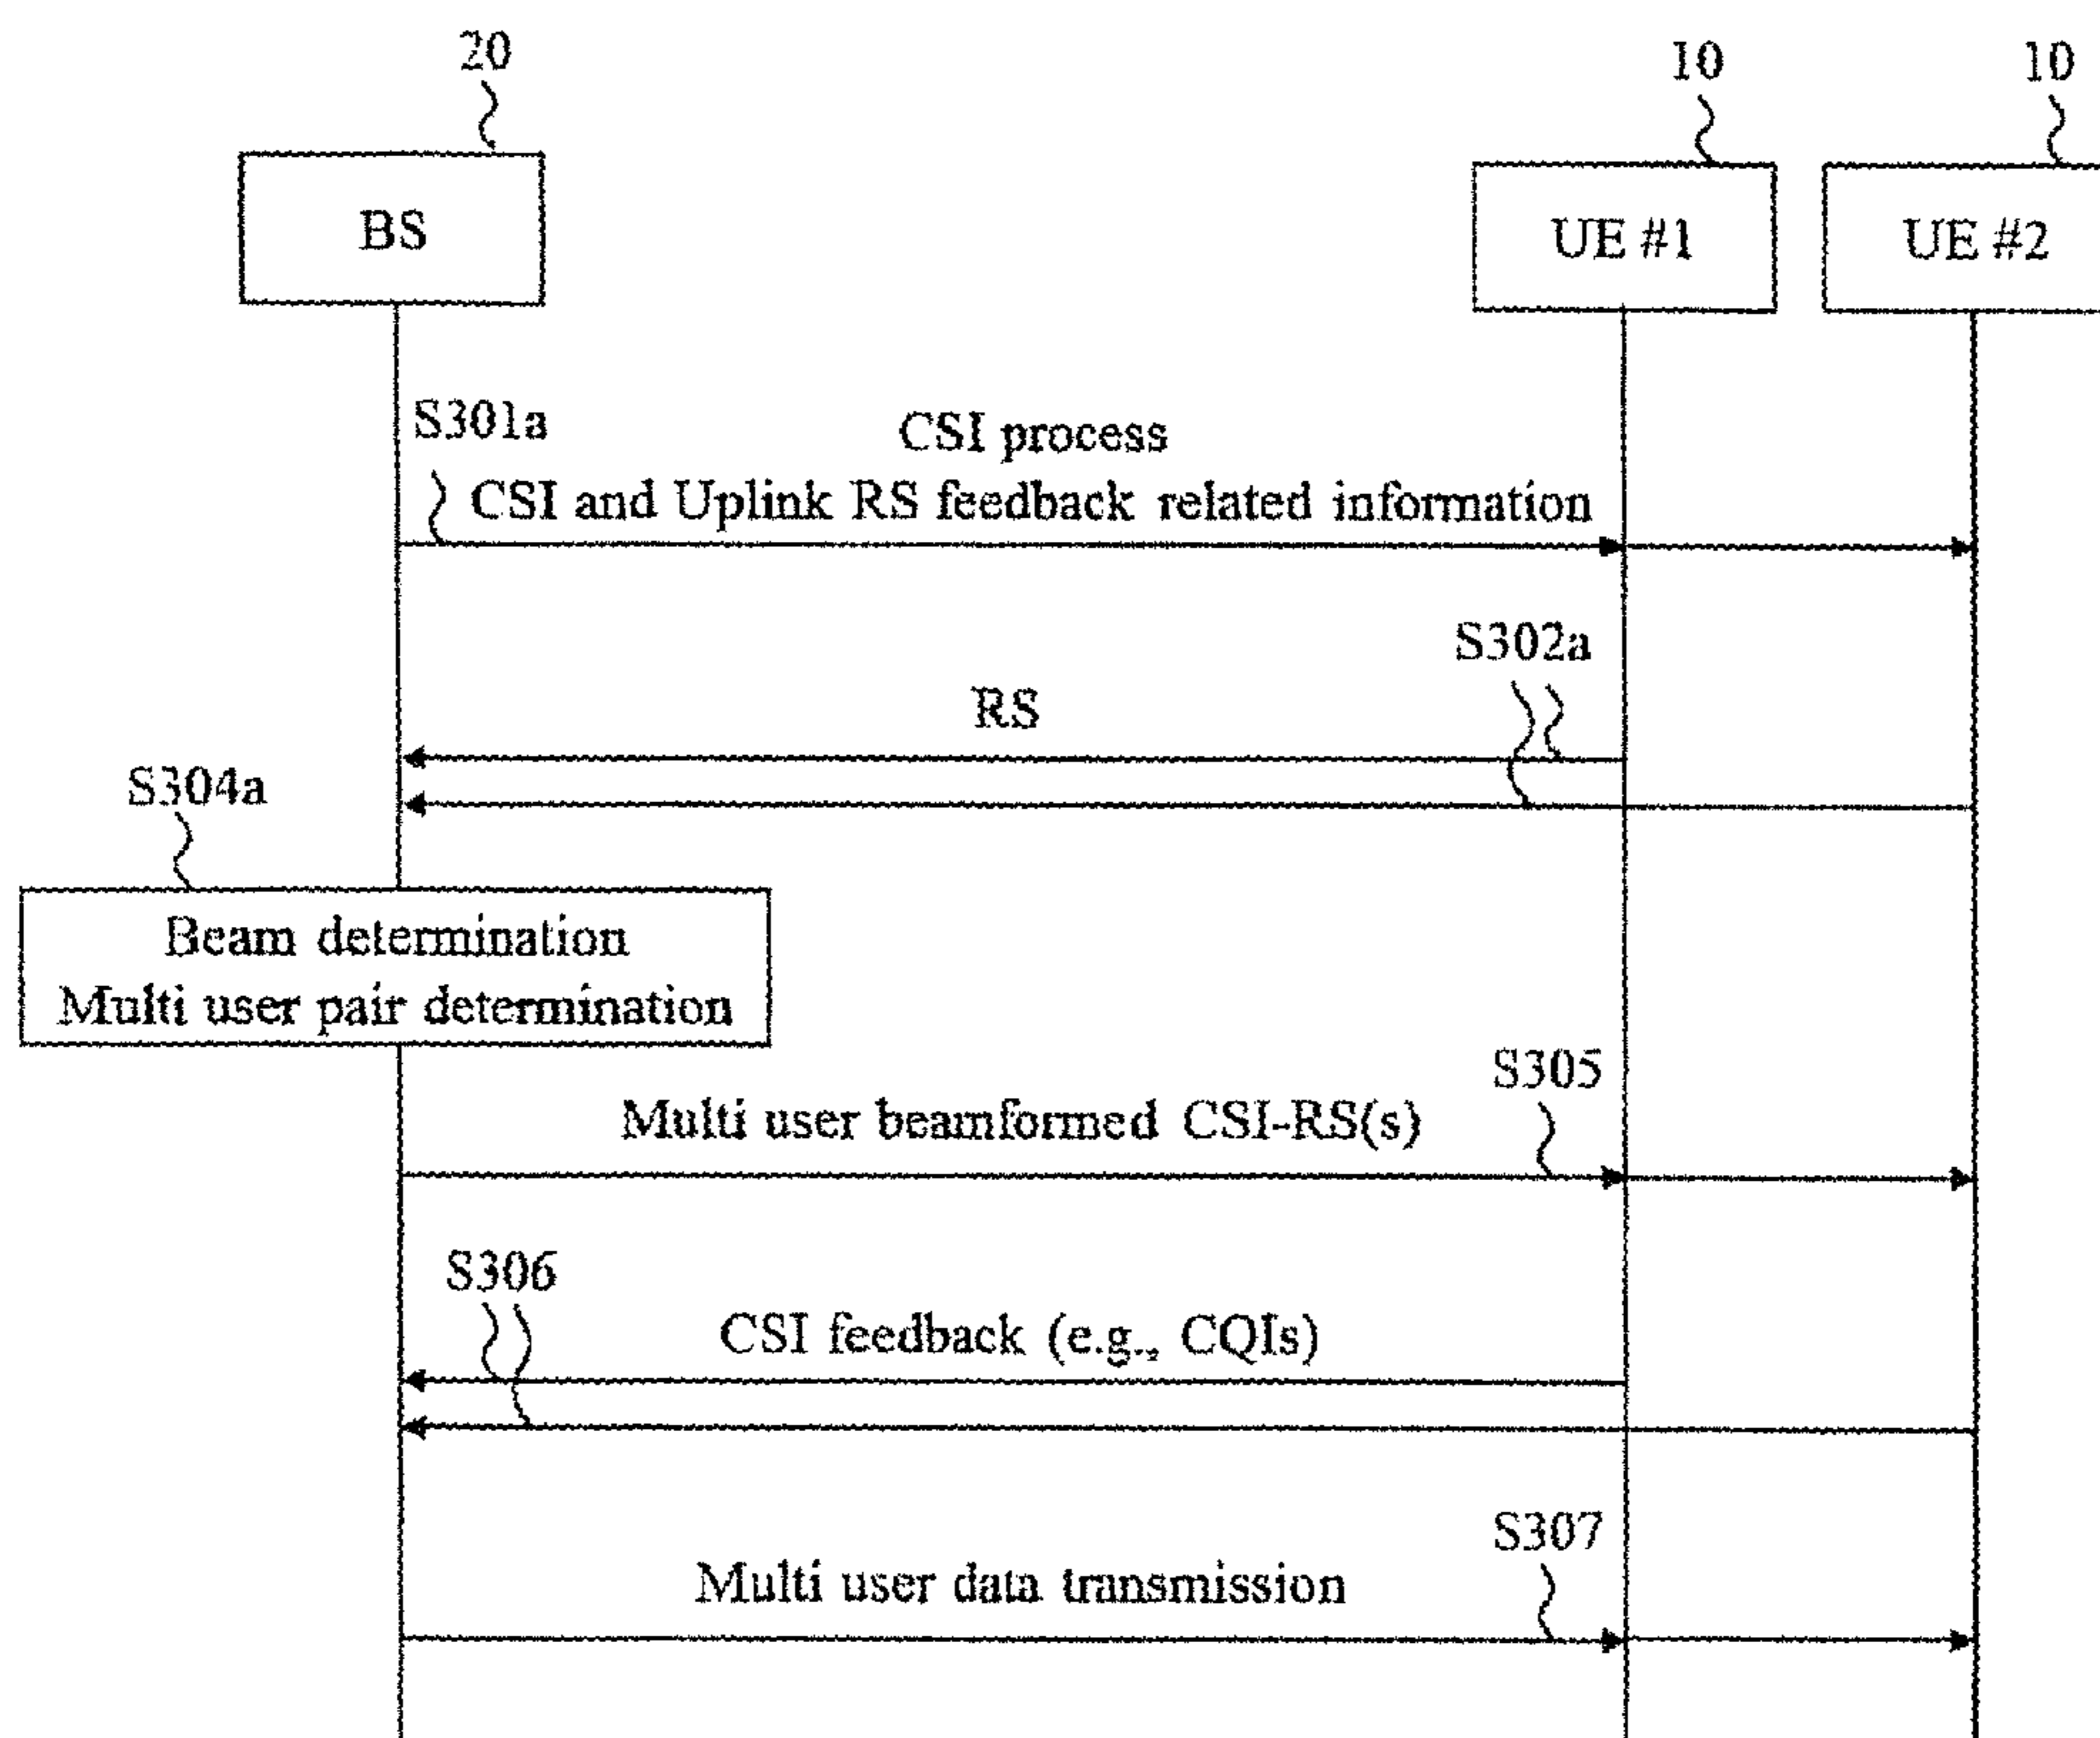 20
10
10
BS
UE #1
UE #2
S301a
CSI process
CSI and Uplink RS feedback related information
S302a
RS
S304a
Beam determination
Multi user pair determination
S305
Multi user beamformed CSI-RS(s)
S306
CSI feedback (e.g., CQIs)
S307
Multi user data transmission